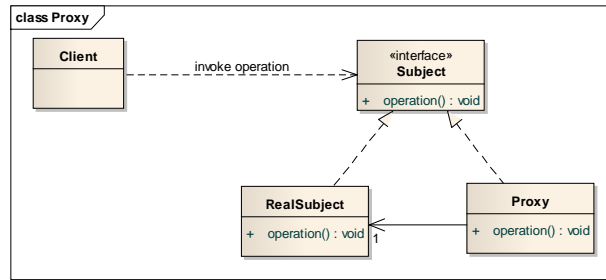 class Proxy
Client
invoke operation
«interface»
Subject
+ operation() : void
RealSubject
+ operation() : void
1
Proxy
+ operation() : void